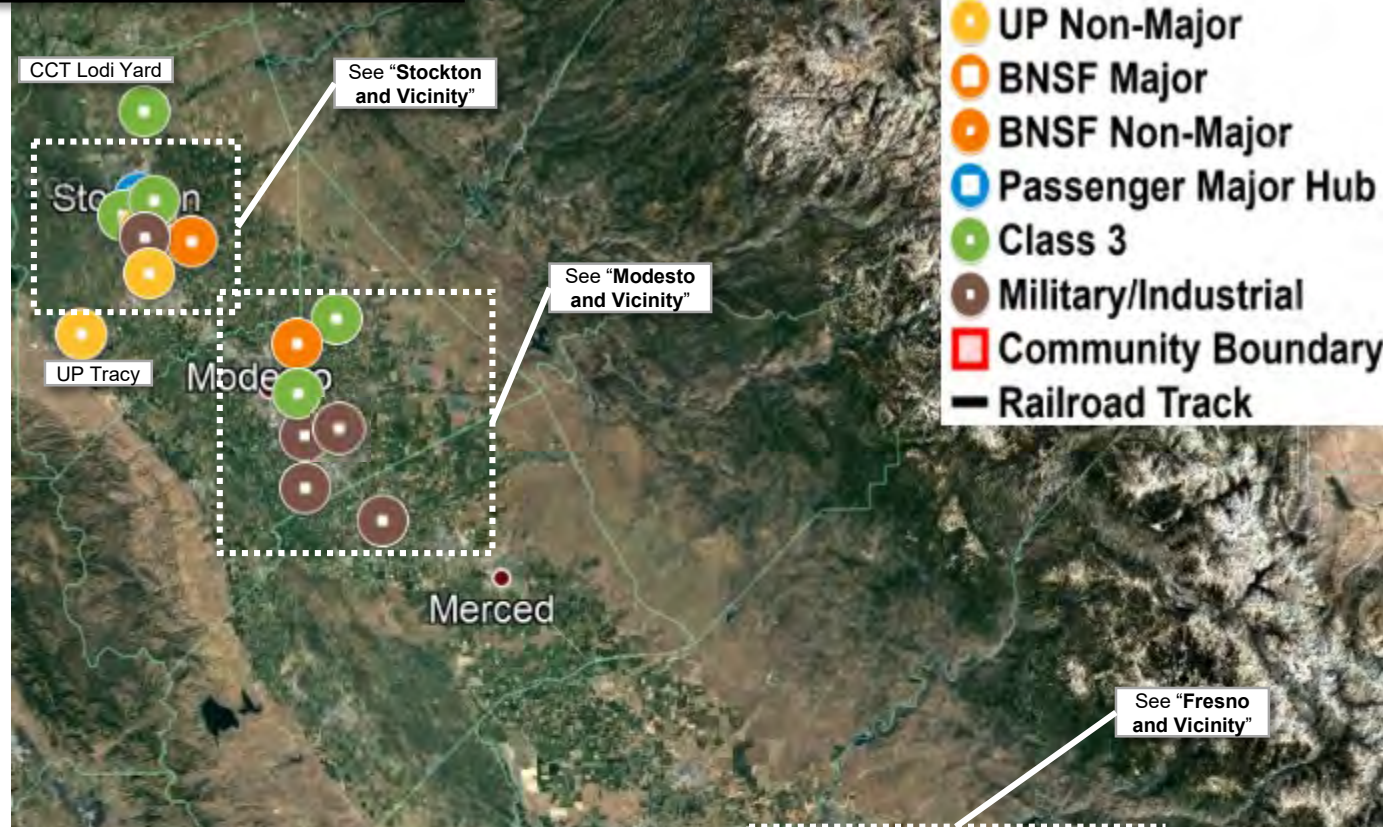 CCT Lodi Yard
See “Stockton
and Vicinity”
UP Non-Major
BNSF Major
BNSF Non-Major
Passenger Major Hub
Class 3
Military/Industrial
Community Boundary
Railroad Track
See “Modesto
and Vicinity”
UP Tracy
Modesto
Merced
See “Fresno
and Vicinity”